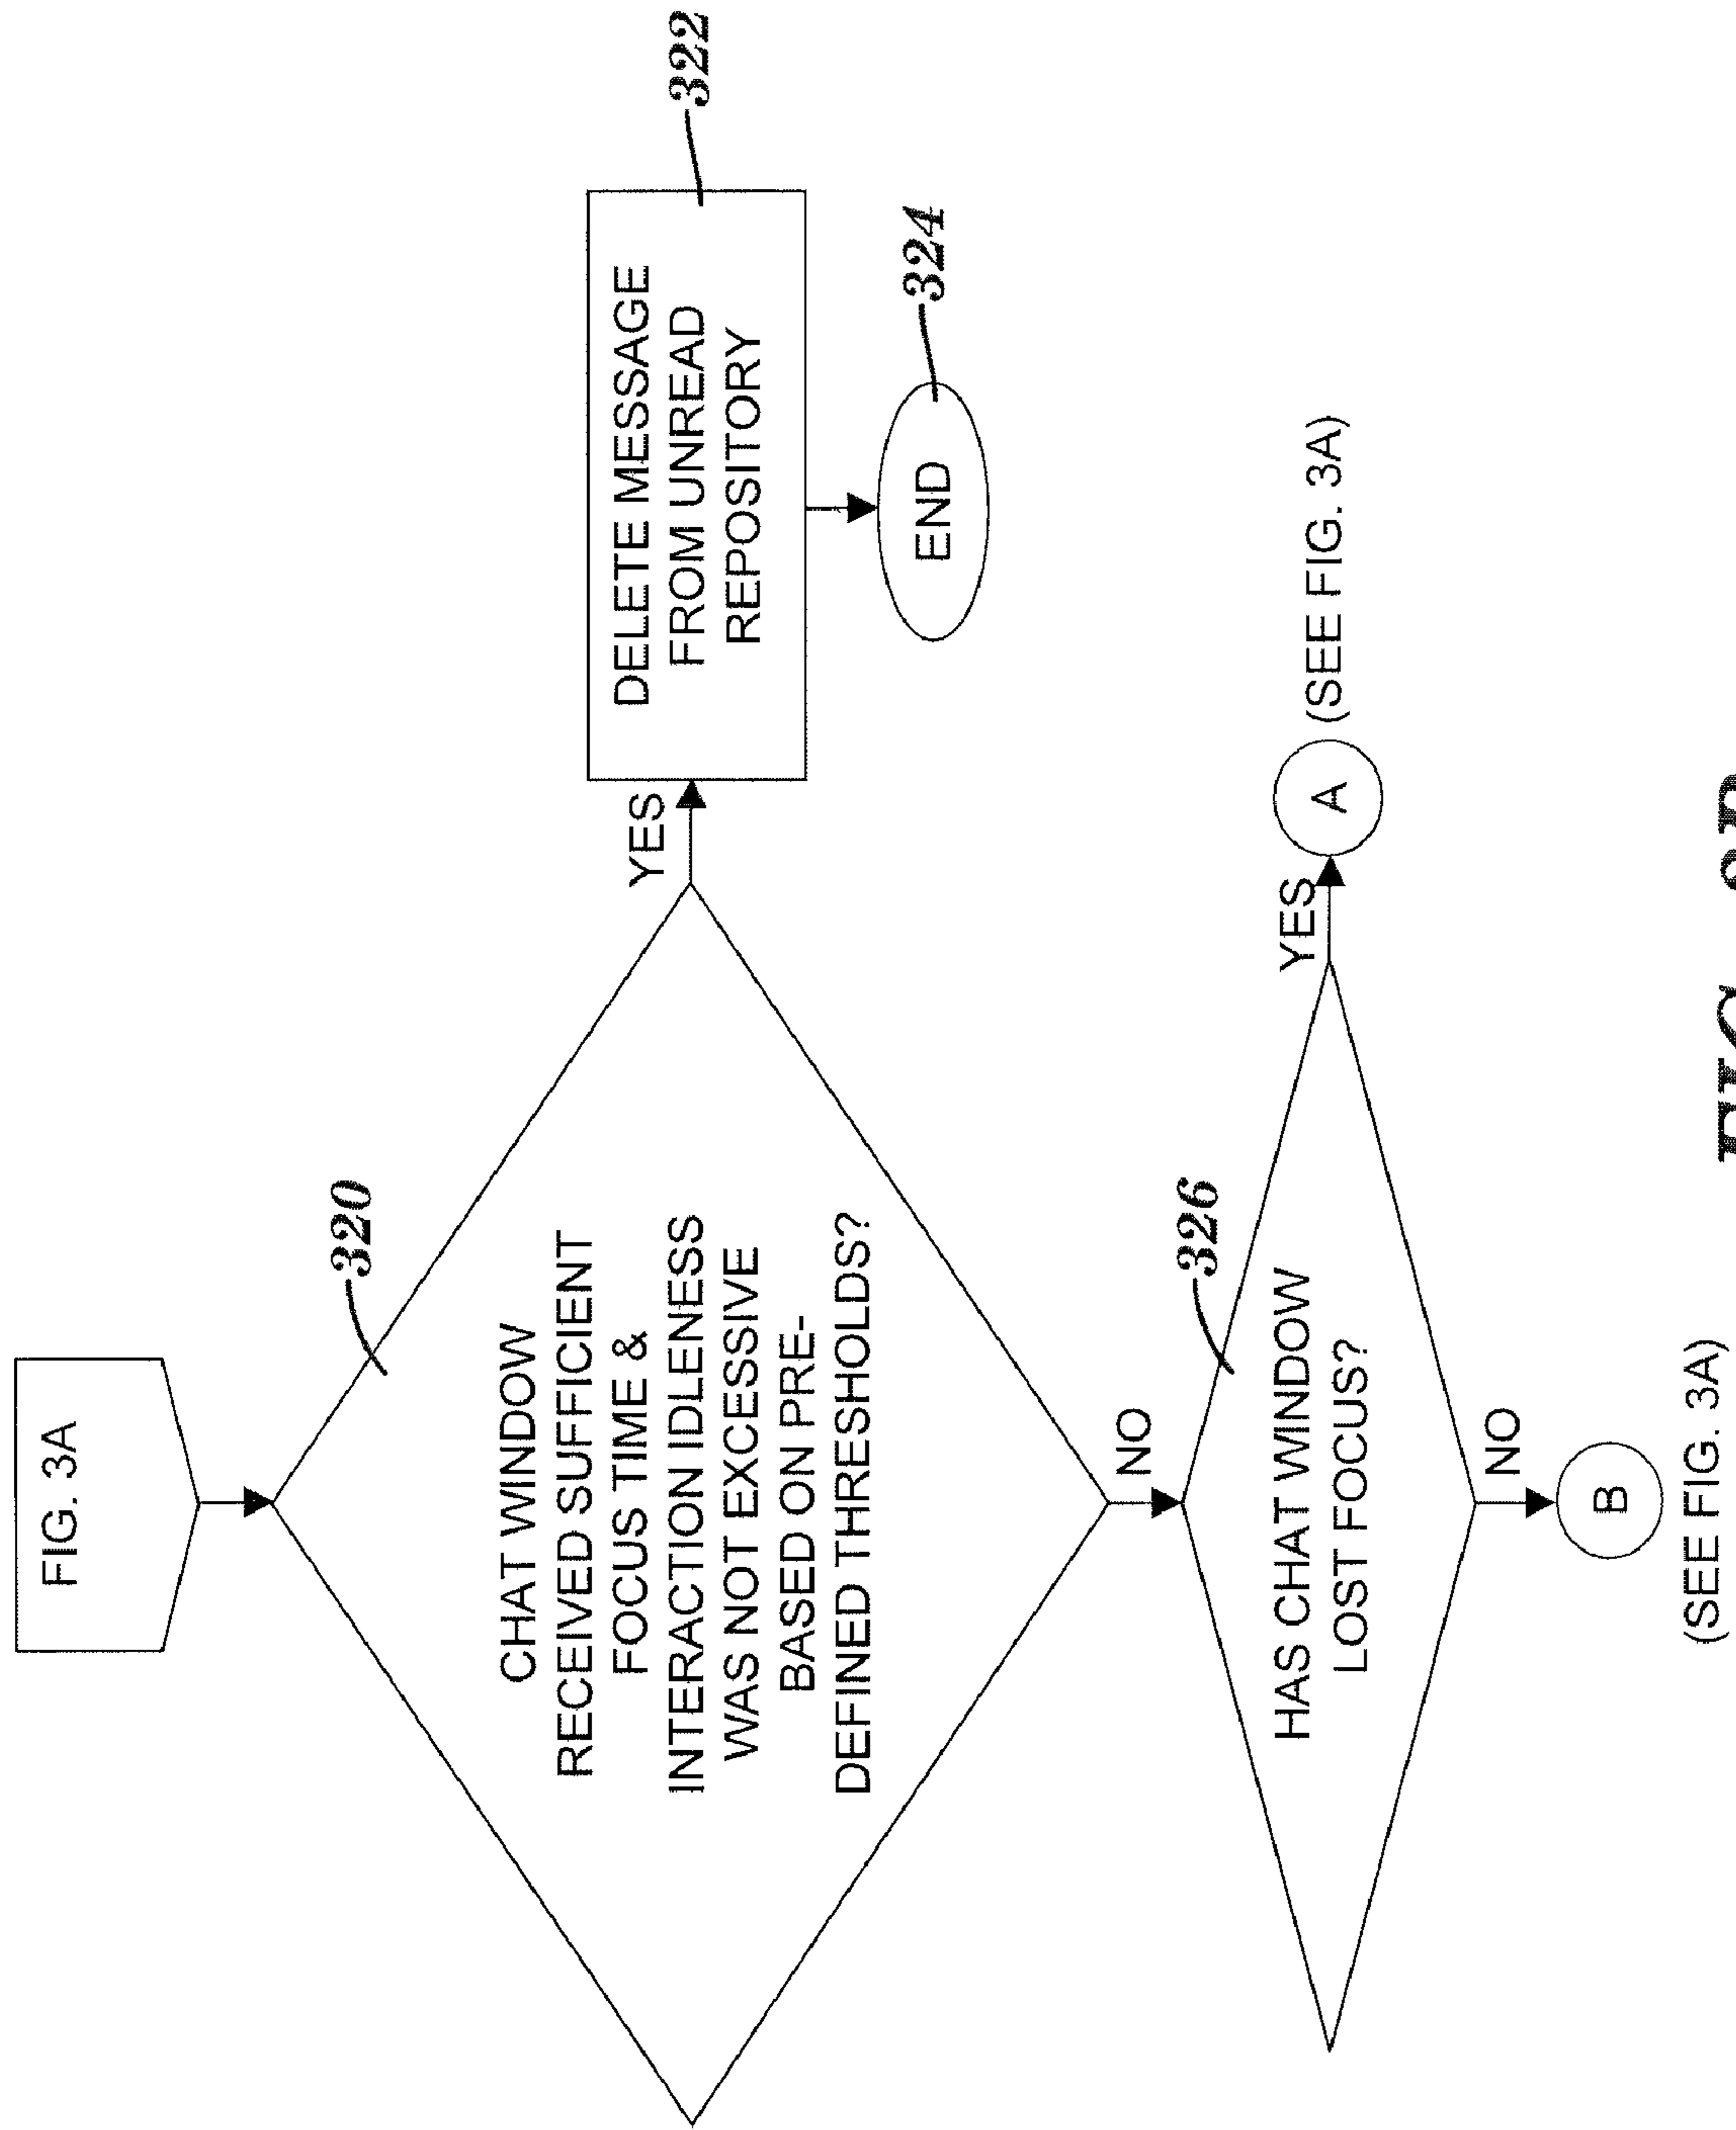 FIG. 3A
320
CHAT WINDOW
RECEIVED SUFFICIENT
FOCUS TIME &
INTERACTION IDLENESS
WAS NOT EXCESSIVE
BASED ON PRE-
DEFINED THRESHOLDS?
YES
DELETE MESSAGE
FROM UNREAD
REPOSITORY
322
END
324
NO
326
HAS CHAT WINDOW
LOST FOCUS?
YES
A
(SEE FIG. 3A)
NO
B
(SEE FIG. 3A)